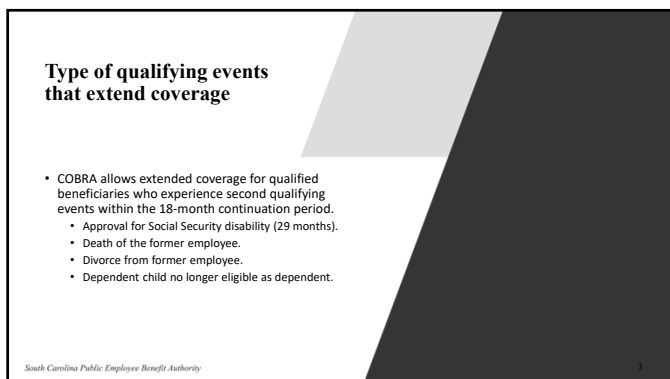 Type of qualifying events
that extend coverage
• COBRA allows extended coverage for qualified
beneficiaries who experience second qualifying
events within the 18-month continuation period.
• Approval for Social Security disability (29 months).
• Death of the former employee.
• Divorce from former employee.
• Dependent child no longer eligible as dependent.
South Carolina Public Employee Benefit Authority
3